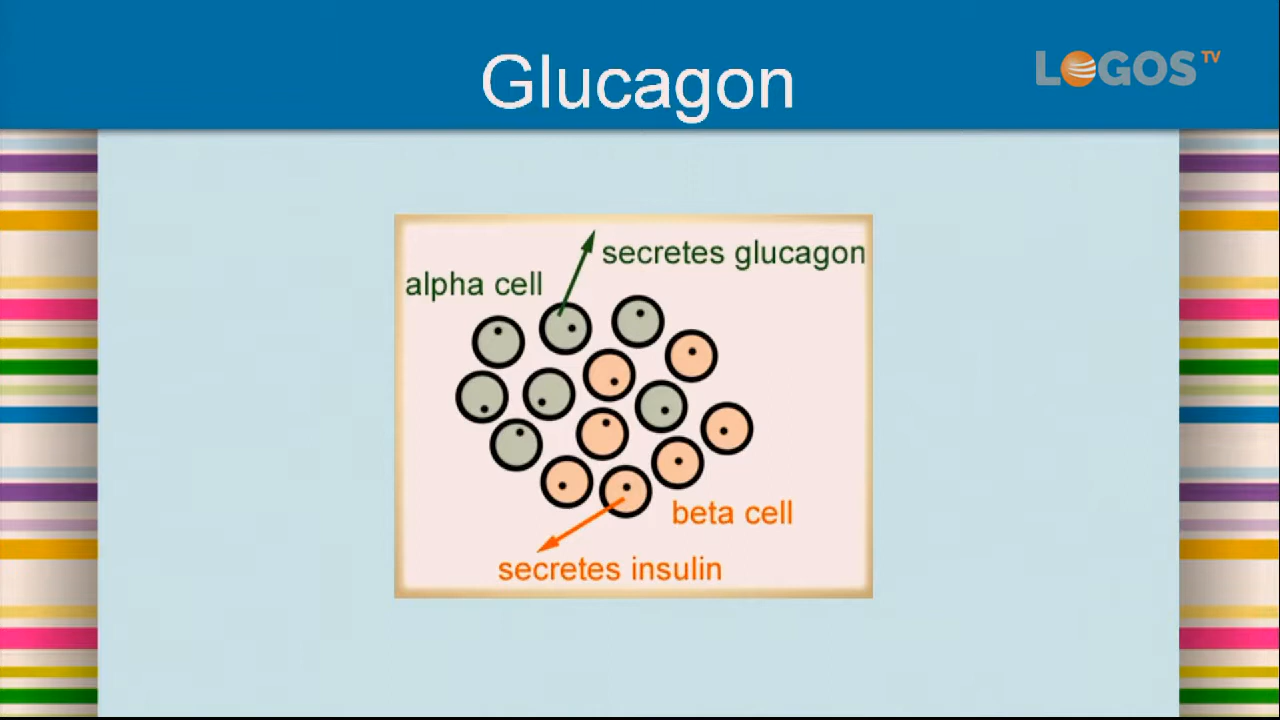 Glucagon
LOGOS TV
secretes glucagon
alpha cell
beta cell
secretes insulin